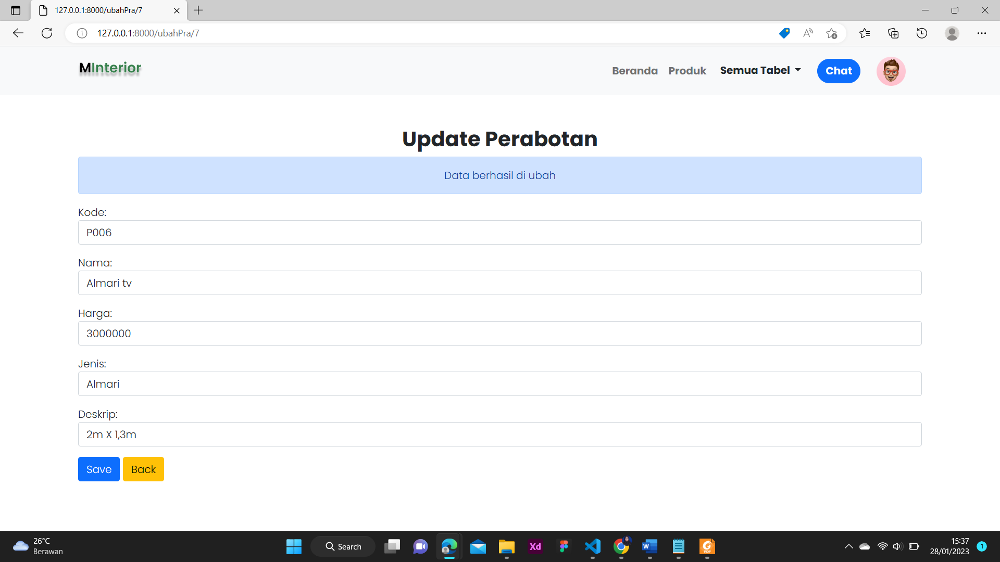 127.0.0.1:8000/ubahPra/7
127.0.0.1:8000/ubahPra/7
MInterior
Beranda Produk Semua Tabel Chat
Update Perabotan
Data berhasil di ubah
Kode:
P006
Nama:
Almari tv
Harga:
3000000
Jenis:
Almari
Deskrip:
2m X 1,3m
Save Back
26°C
Berawan
Search
Xd
W
PDF
15:37
28/01/2023
1